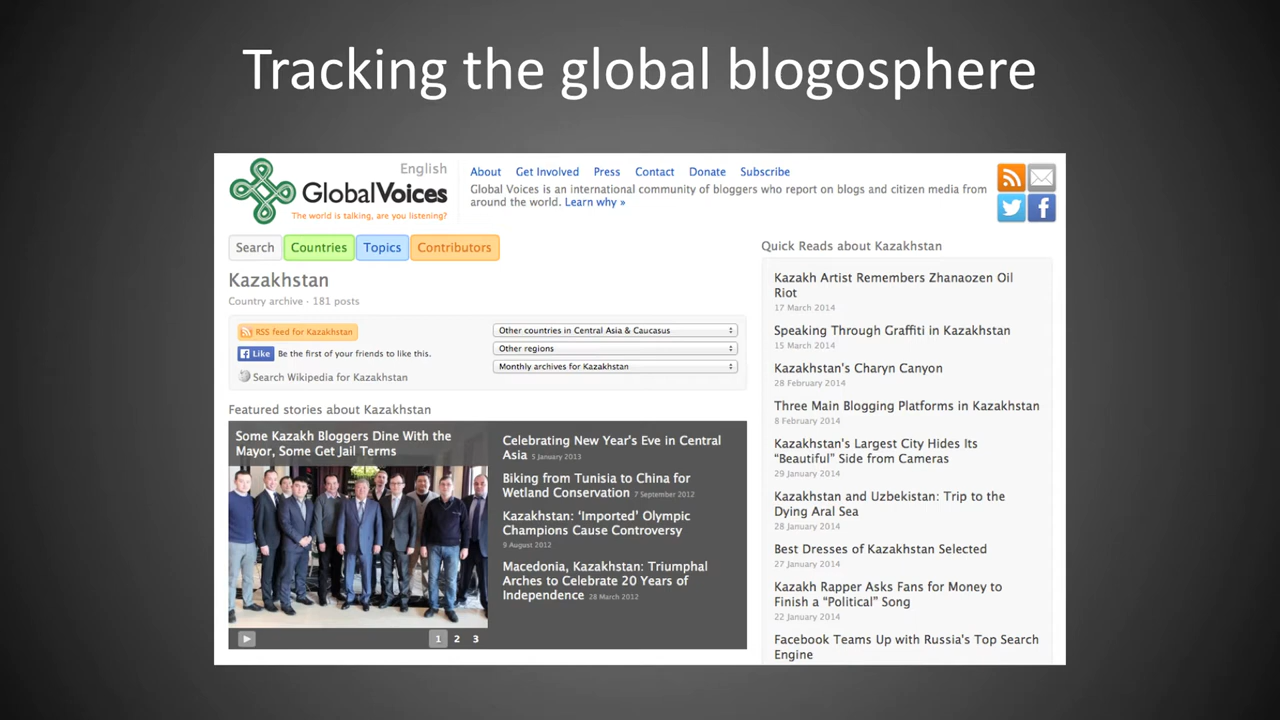 Tracking the global blogosphere
English
GlobalVoices
The world is talking, are you listening?
About Get Involved Press Contact Donate Subscribe
Global Voices is an international community of bloggers who report on blogs and citizen media from
around the world. Learn why »
Search Countries Topics Contributors
Kazakhstan
Country archive · 181 posts
RSS feed for Kazakhstan
Like Be the first of your friends to like this.
Search Wikipedia for Kazakhstan
Other countries in Central Asia & Caucasus
Other regions
Monthly archives for Kazakhstan
Featured stories about Kazakhstan
Some Kazakh Bloggers Dine With the
Mayor, Some Get Jail Terms
1 2 3
Celebrating New Year's Eve in Central
Asia 5 January 2013
Biking from Tunisia to China for
Wetland Conservation 7 September 2012
Kazakhstan: ‘Imported’ Olympic
Champions Cause Controversy
9 August 2012
Macedonia, Kazakhstan: Triumphal
Arches to Celebrate 20 Years of
Independence 28 March 2012
Quick Reads about Kazakhstan
Kazakh Artist Remembers Zhanaozen Oil
Riot
17 March 2014
Speaking Through Graffiti in Kazakhstan
15 March 2014
Kazakhstan's Charyn Canyon
28 February 2014
Three Main Blogging Platforms in Kazakhstan
8 February 2014
Kazakhstan's Largest City Hides Its
“Beautiful” Side from Cameras
29 January 2014
Kazakhstan and Uzbekistan: Trip to the
Dying Aral Sea
28 January 2014
Best Dresses of Kazakhstan Selected
27 January 2014
Kazakh Rapper Asks Fans for Money to
Finish a “Political” Song
22 January 2014
Facebook Teams Up with Russia's Top Search
Engine